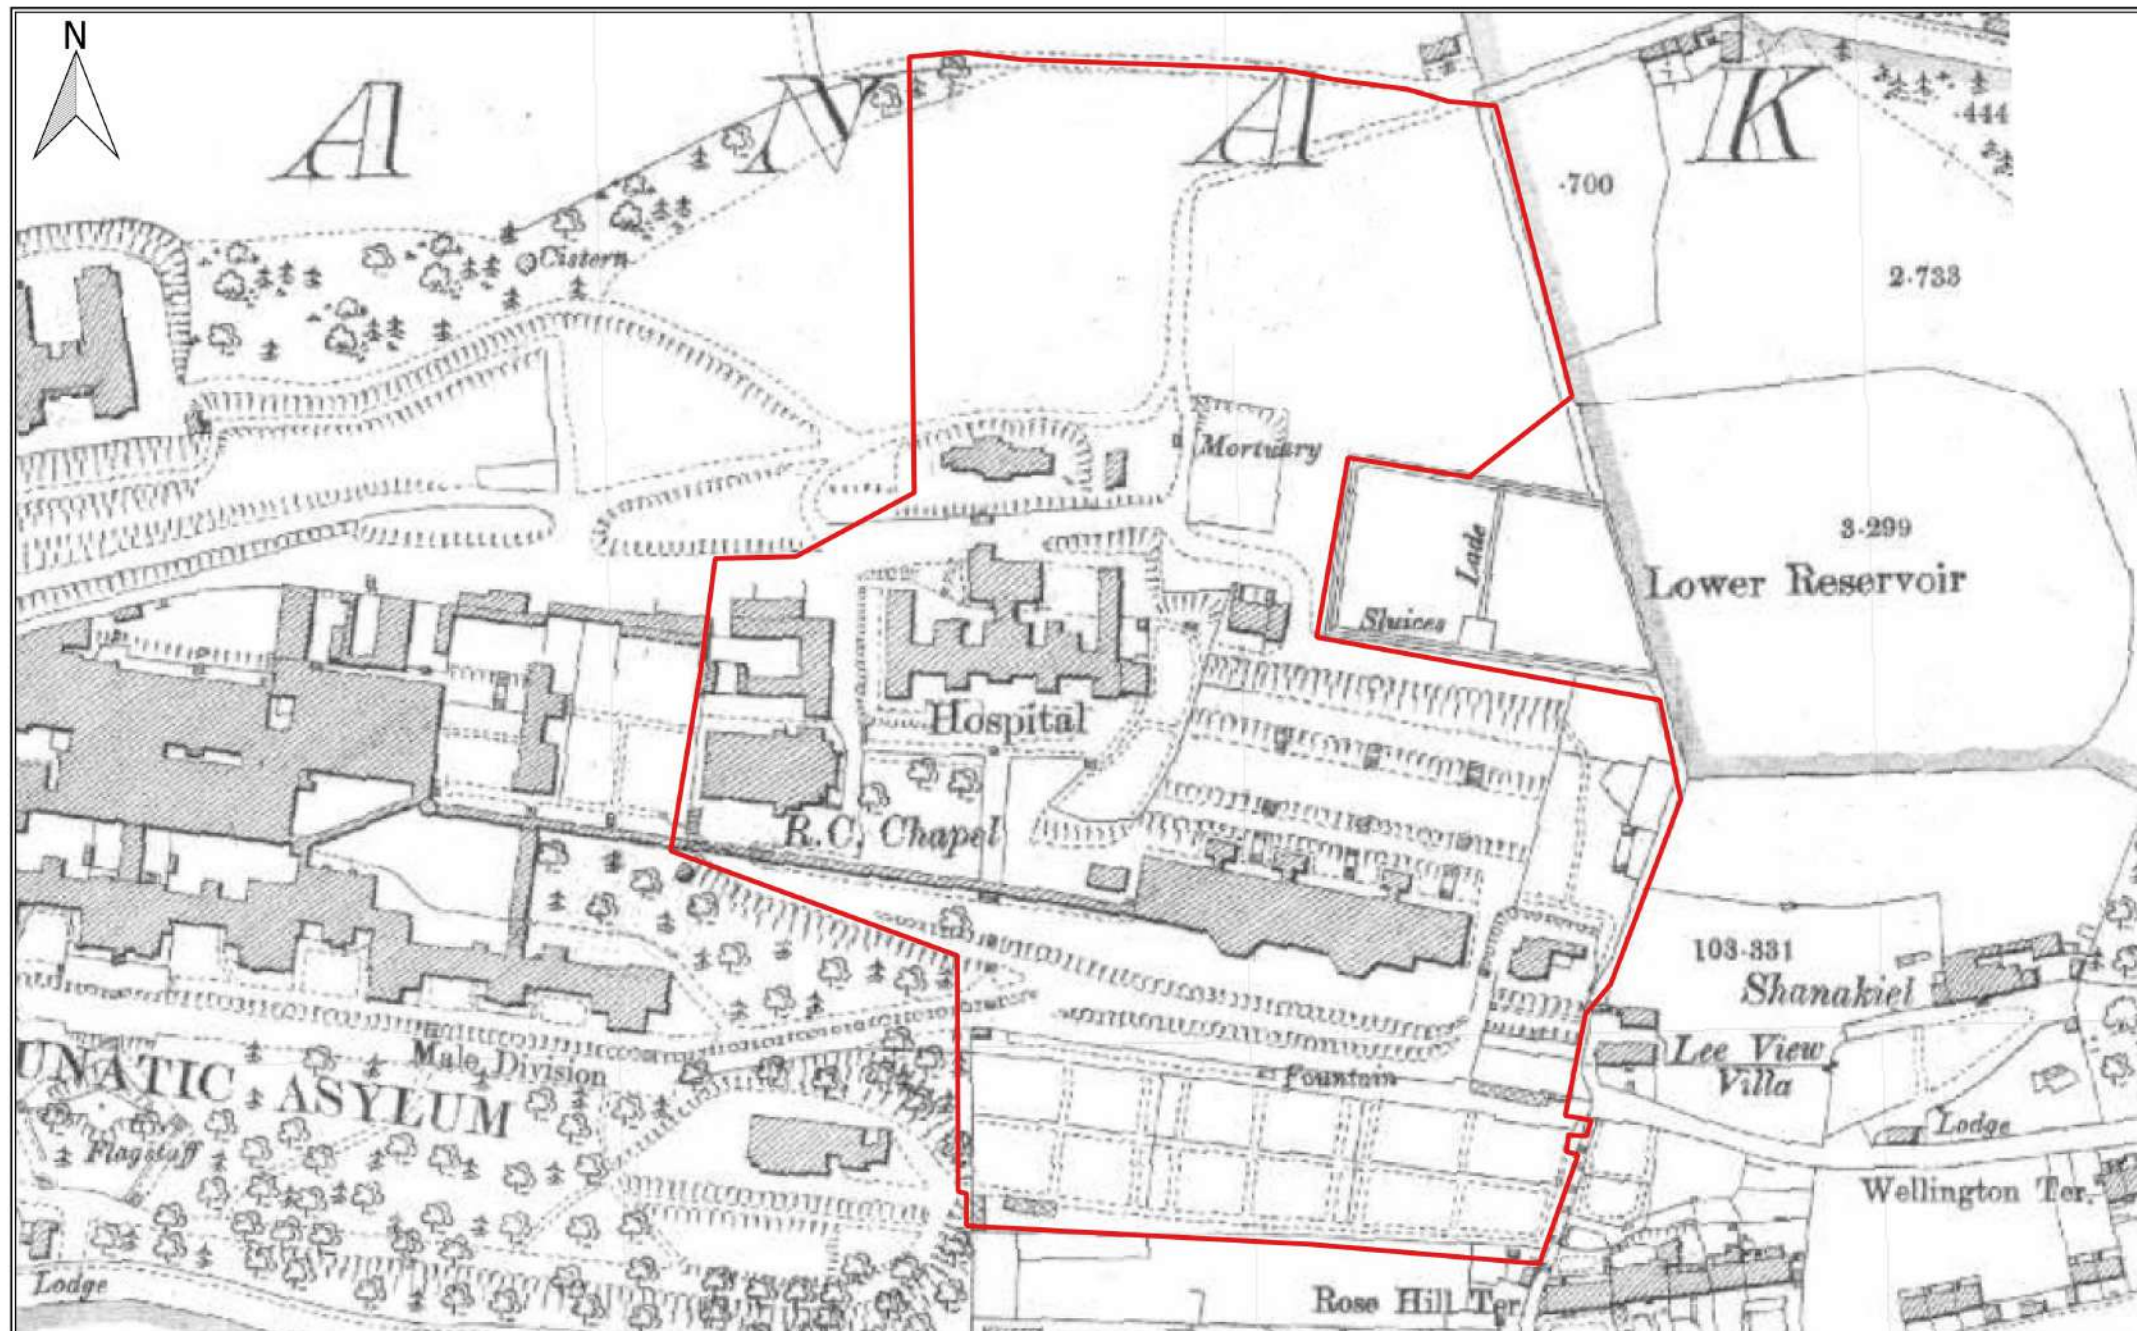 N
A N A K
·444
·700
Cistern
2·733
Mortuary
3·299
Lade
Lower Reservoir
Sluices
Hospital
R.C. Chapel
103·331
Shanakiel
Lee View
Villa
Male Division
Fountain
UNATIC ASYLUM
Lodge
Flagstaff
Wellington Ter.
Lodge
Rose Hill Ter.